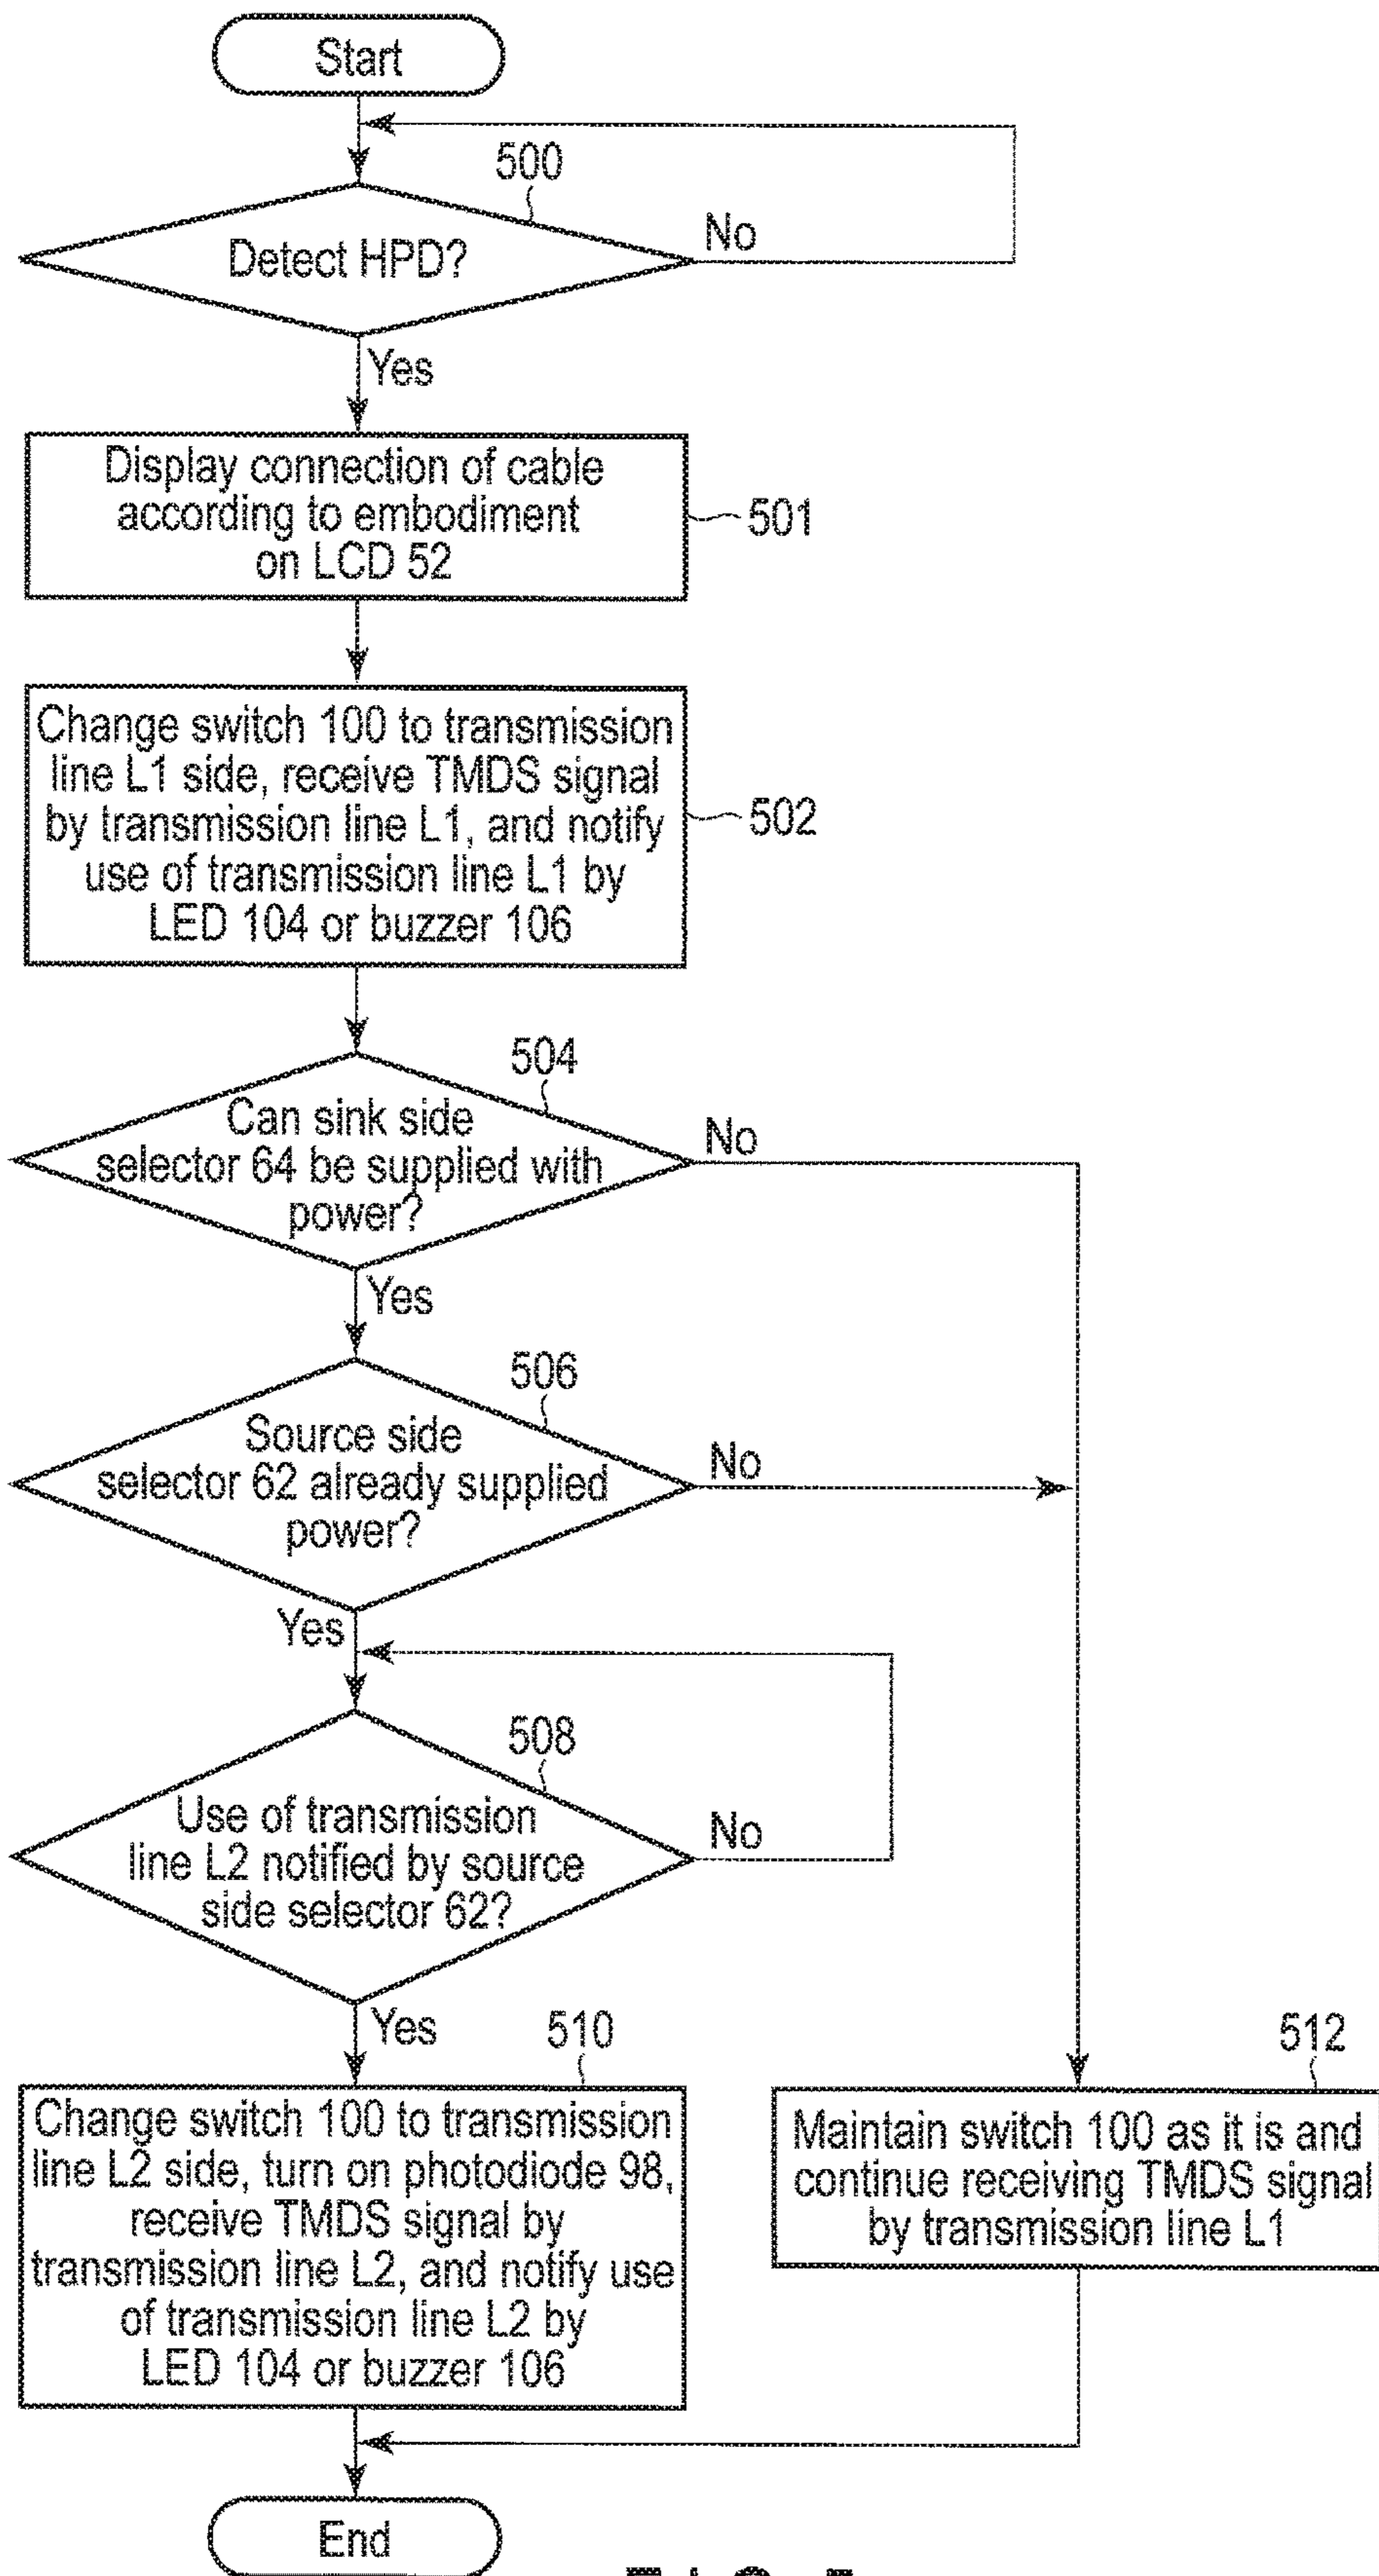 Start
500
Detect HPD?
No
Yes
Display connection of cable
according to embodiment
on LCD 52
501
Change switch 100 to transmission
line L1 side, receive TMDS signal
by transmission line L1, and notify
use of transmission line L1 by
LED 104 or buzzer 106
502
504
Can sink side
selector 64 be supplied with
power?
No
Yes
506
Source side
selector 62 already supplied
power?
No
Yes
508
Use of transmission
line L2 notified by source
side selector 62?
No
Yes
510
Change switch 100 to transmission
line L2 side, turn on photodiode 98,
receive TMDS signal by
transmission line L2, and notify use
of transmission line L2 by
LED 104 or buzzer 106
512
Maintain switch 100 as it is and
continue receiving TMDS signal
by transmission line L1
End